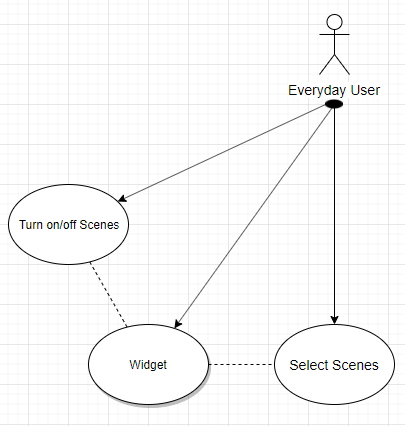 Everyday User
Turn on/off Scenes
Widget
Select Scenes